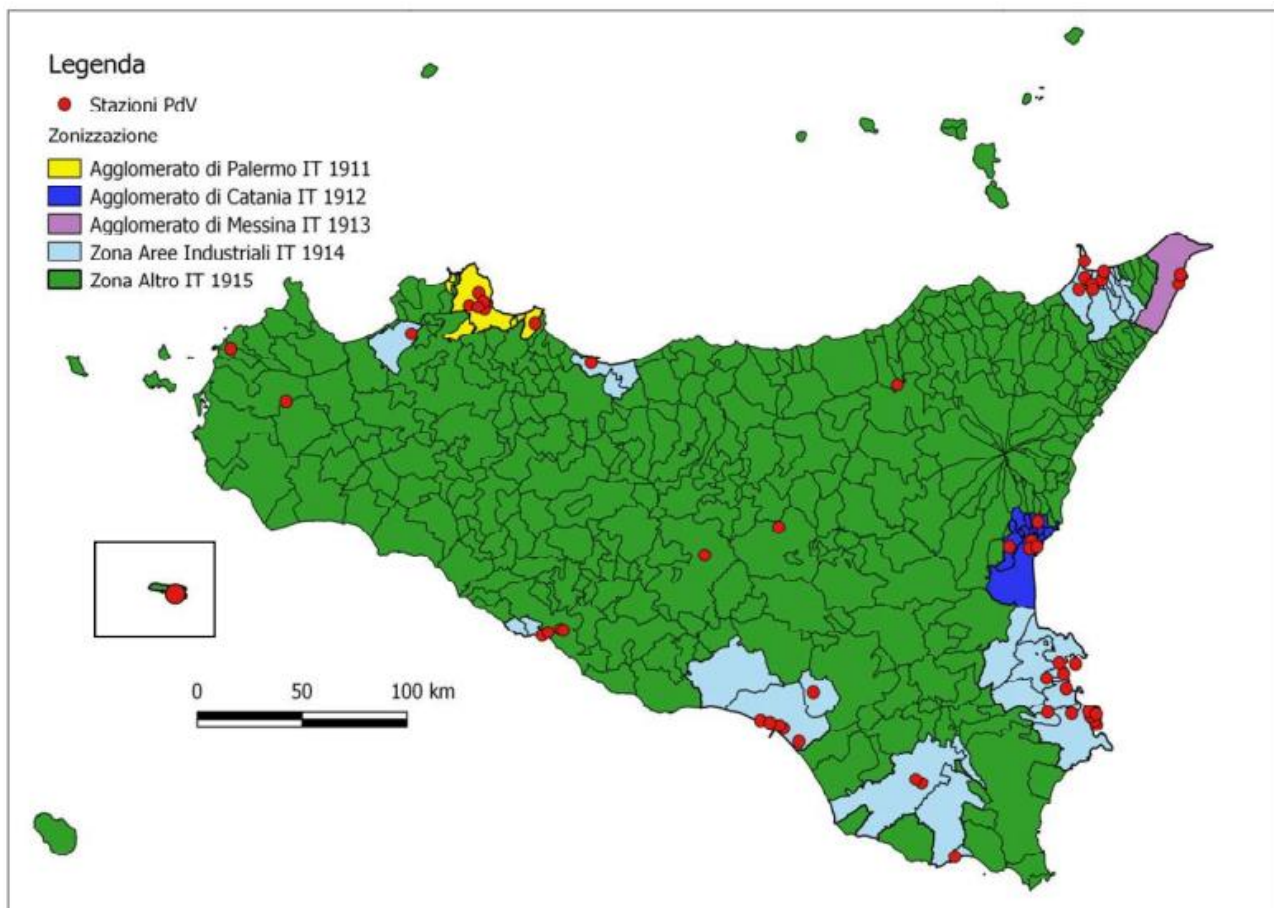 Legenda
Stazioni PdV
Zonizzazione
Agglomerato di Palermo IT 1911
Agglomerato di Catania IT 1912
Agglomerato di Messina IT 1913
Zona Aree Industriali IT 1914
Zona Altro IT 1915
0 50 100 km